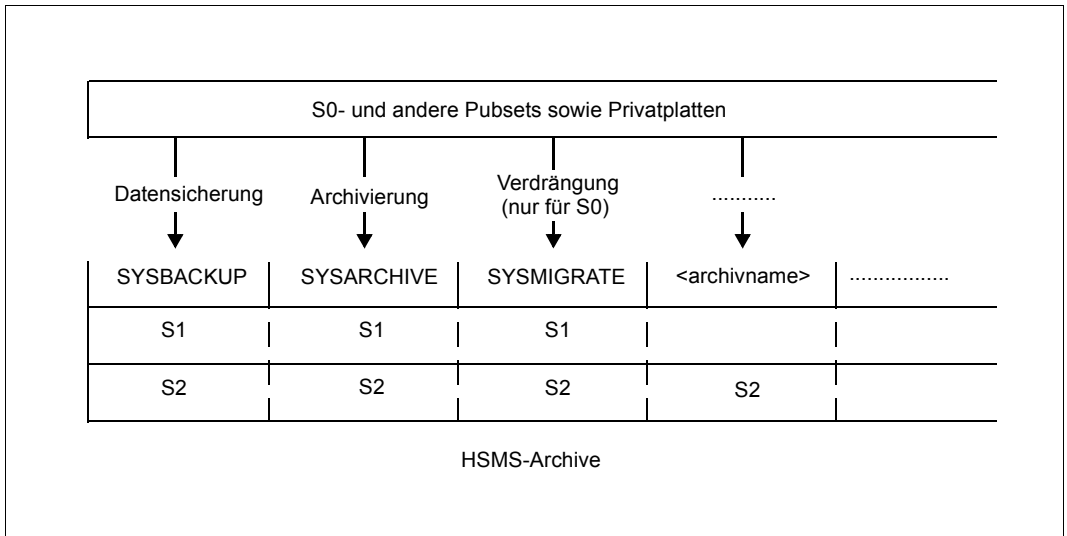 S0- und andere Pubsets sowie Privatplatten
Datensicherung Archivierung Verdrängung (nur für S0) ...........
SYSBACKUP SYSARCHIVE SYSMIGRATE <archivname> .................
S1 S1 S1
S2 S2 S2 S2
HSMS-Archive